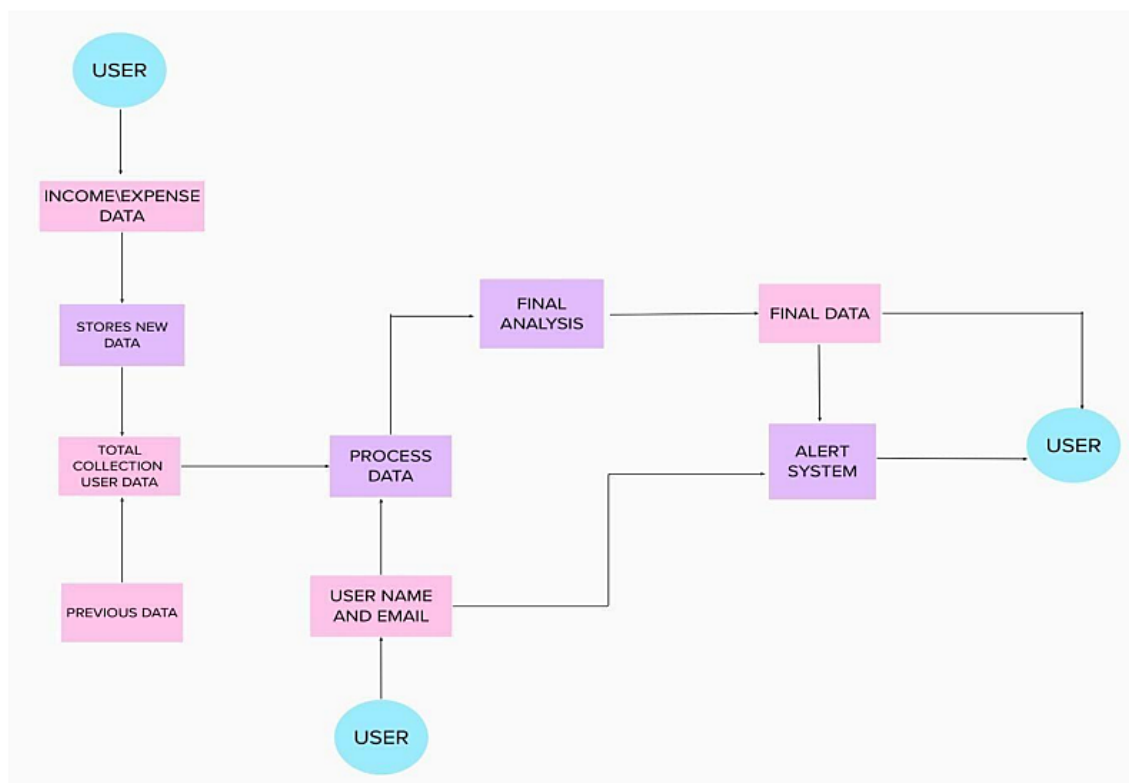 USER
INCOME\EXPENSE
DATA
STORES NEW
DATA
TOTAL
COLLECTION
USER DATA
PREVIOUS DATA
PROCESS
DATA
USER NAME
AND EMAIL
USER
FINAL
ANALYSIS
FINAL DATA
ALERT
SYSTEM
USER